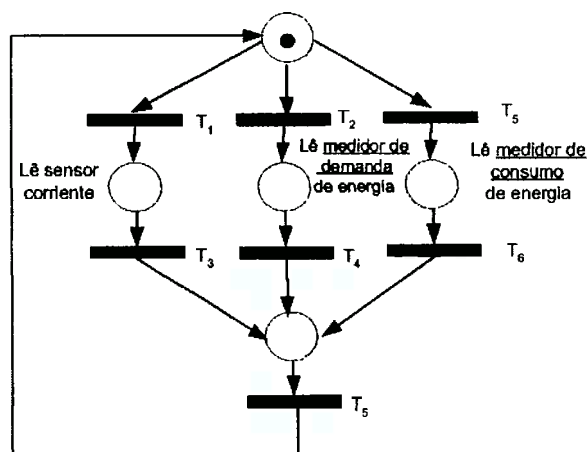 T1
T2
T5
Lê sensor
corriente
Lê medidor de
demanda
de energia
Lê medidor de
consumo
de energia
T3
T4
T6
T5